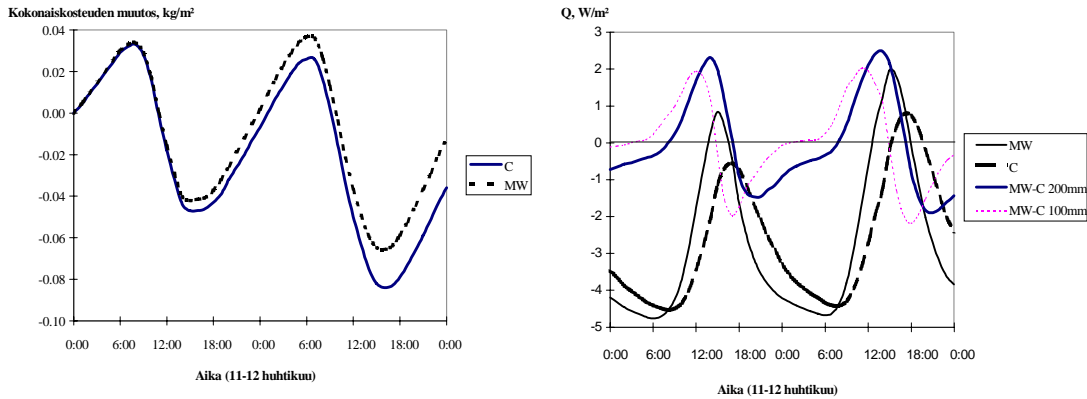 Kokonaiskosteuden muutos, kg/m²
0.04
0.02
0.00
-0.02
-0.04
-0.06
-0.08
-0.10
0:00 6:00 12:00 18:00 0:00 6:00 12:00 18:00 0:00
Aika (11-12 huhtikuu)
C
MW
Q, W/m²
3
2
1
0
-1
-2
-3
-4
-5
0:00 6:00 12:00 18:00 0:00 6:00 12:00 18:00 0:00
Aika (11-12 huhtikuu)
MW
'C
MW-C 200mm
MW-C 100mm